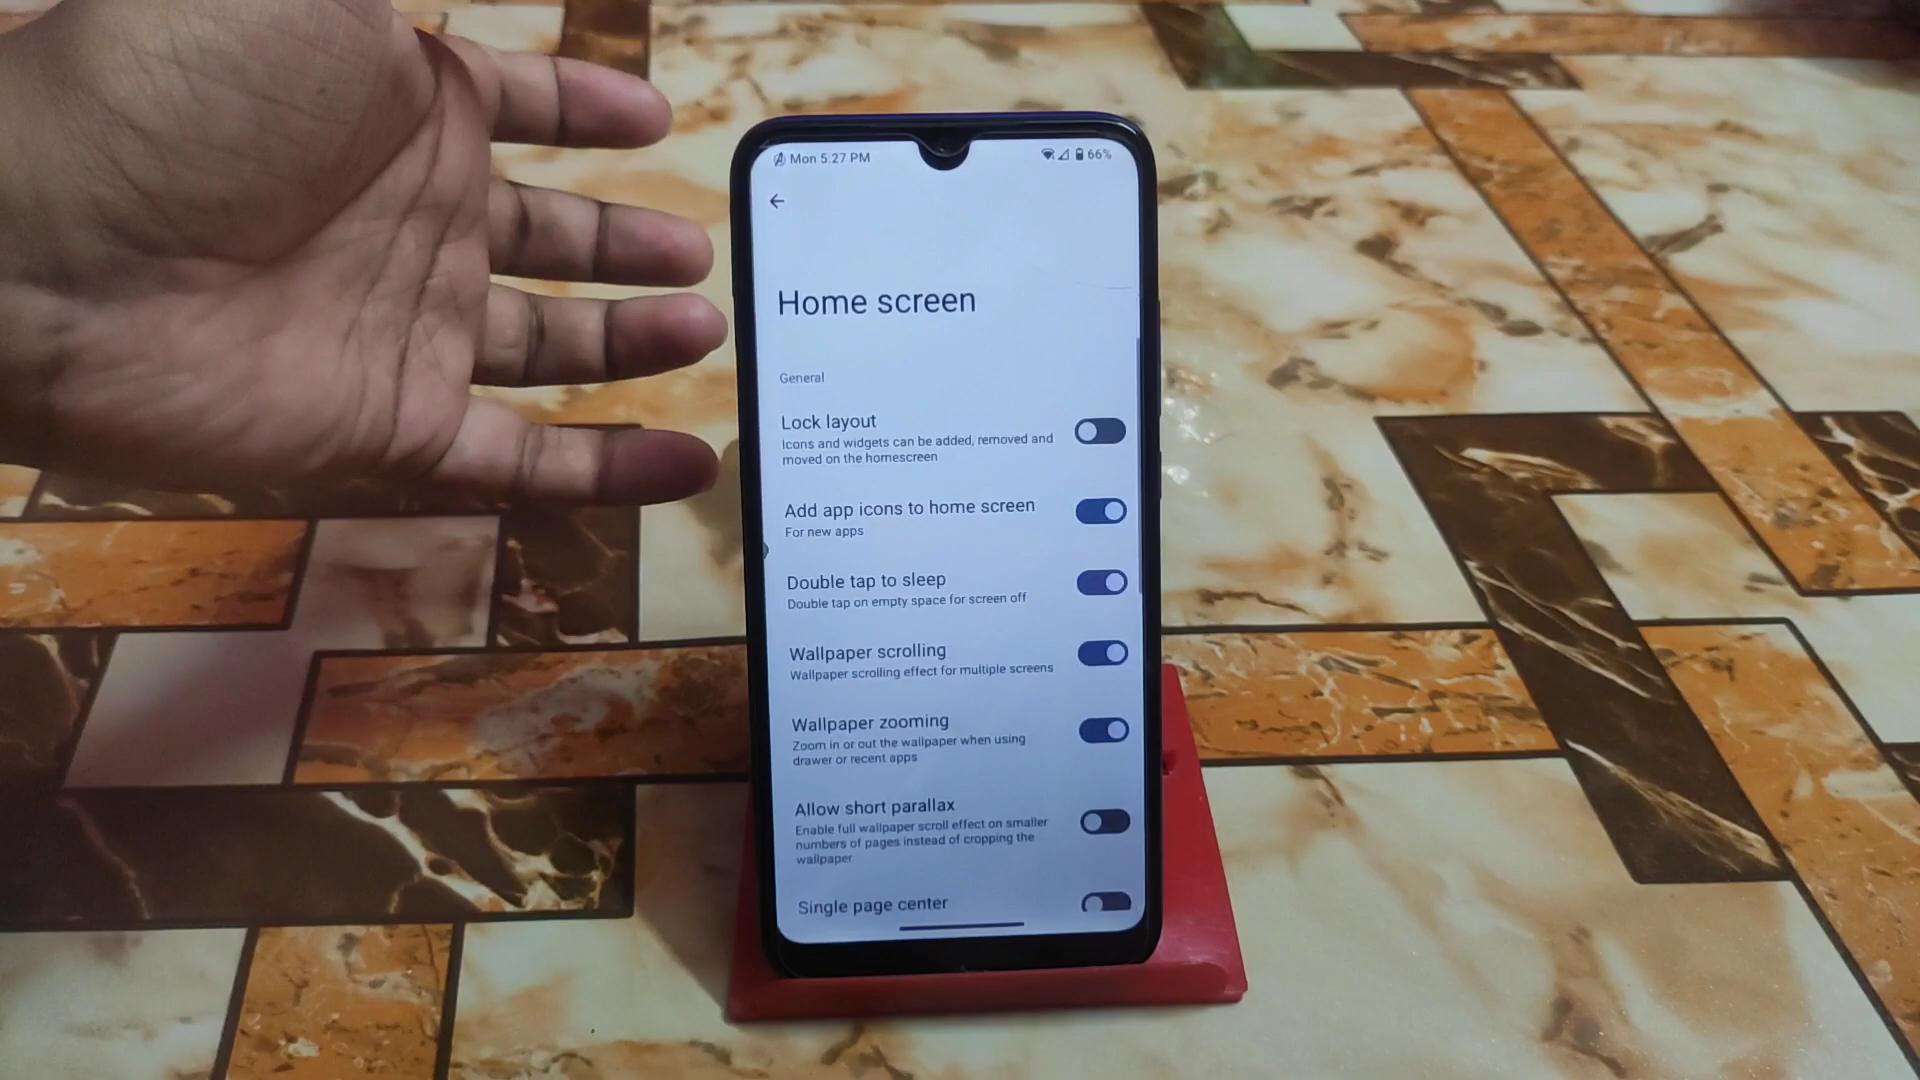 Mon 5:27 PM
66%
Home screen
General
Lock layout
Icons and widgets can be added, removed and
moved on the homescreen
Add app icons to home screen
For new apps
Double tap to sleep
Double tap on empty space for screen off
Wallpaper scrolling
Wallpaper scrolling effect for multiple screens
Wallpaper zooming
Zoom in or out the wallpaper when using
drawer or recent apps
Allow short parallax
Enable full wallpaper scroll effect on smaller
numbers of pages instead of cropping the
wallpaper
Single page center